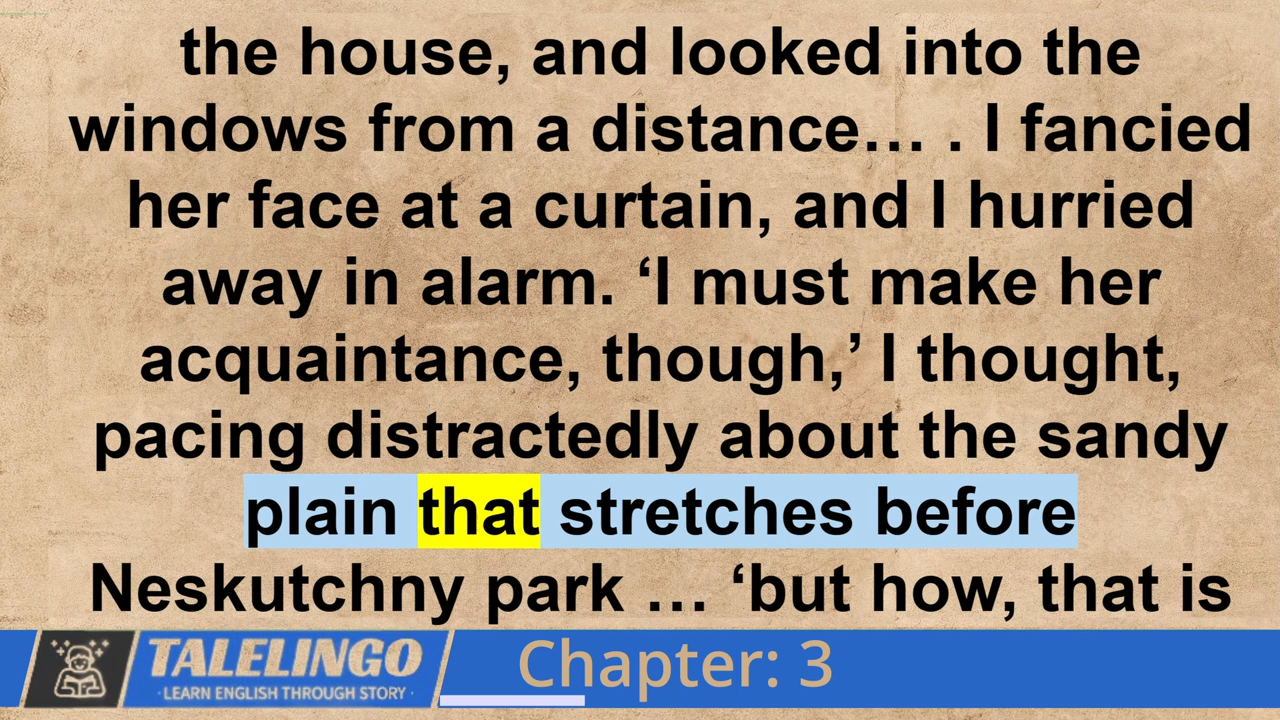 the house, and looked into the
windows from a distance… . I fancied
her face at a curtain, and I hurried
away in alarm. ‘I must make her
acquaintance, though,’ I thought,
pacing distractedly about the sandy
plain that stretches before
Neskutchny park … ‘but how, that is
TALELINGO
· LEARN ENGLISH THROUGH STORY ·
Chapter: 3